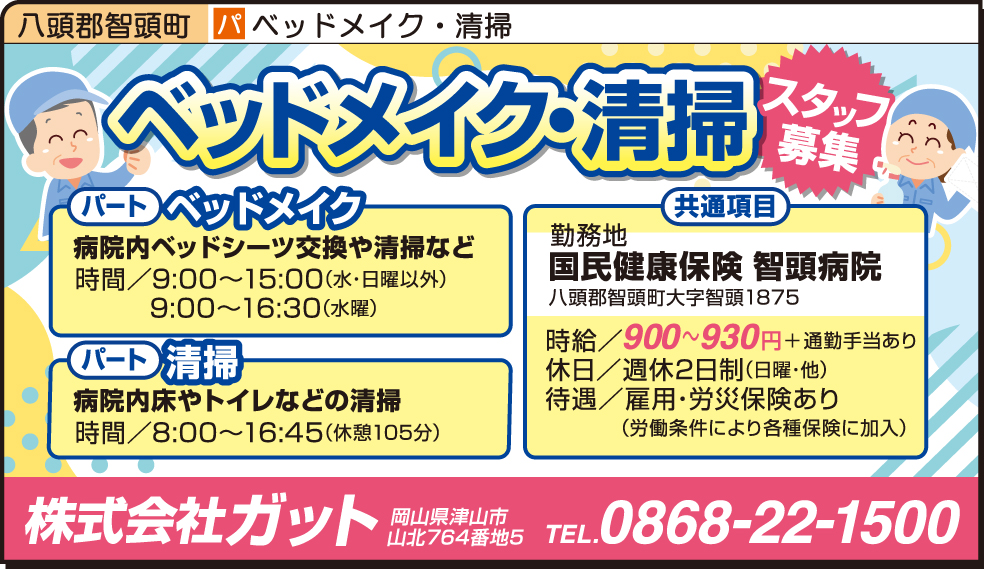 八頭郡智頭町 パ ベッドメイク・清掃
ベッドメイク・清掃
スタッフ
募集
パート ベッドメイク
病院内ベッドシーツ交換や清掃など
時間／9:00〜15:00(水・日曜以外)
9:00〜16:30(水曜)
パート 清掃
病院内床やトイレなどの清掃
時間／8:00〜16:45(休憩105分)
共通項目
勤務地
国民健康保険 智頭病院
八頭郡智頭町大字智頭1875
時給／900〜930円＋通勤手当あり
休日／週休2日制(日曜・他)
待遇／雇用・労災保険あり
(労働条件により各種保険に加入)
株式会社ガット
岡山県津山市
山北764番地5
TEL.0868-22-1500